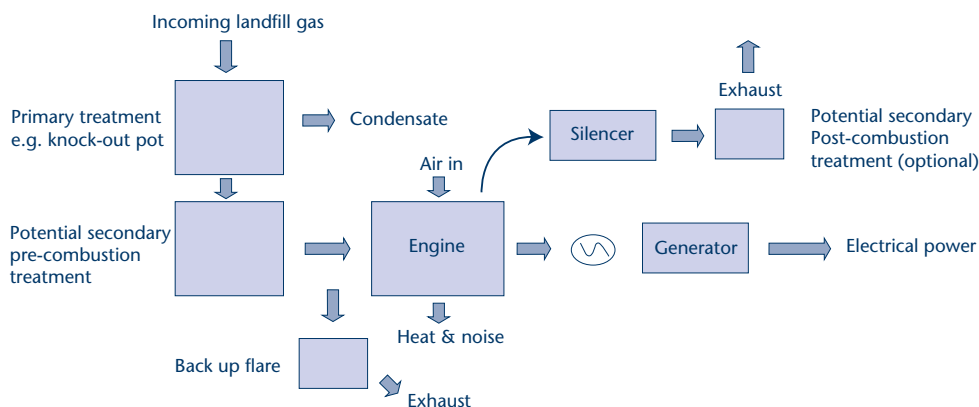 Incoming landfill gas
Primary treatment
e.g. knock-out pot
Condensate
Exhaust
Silencer
Potential secondary
Post-combustion
treatment (optional)
Air in
Potential secondary
pre-combustion
treatment
Engine
Generator
Electrical power
Heat & noise
Back up flare
Exhaust